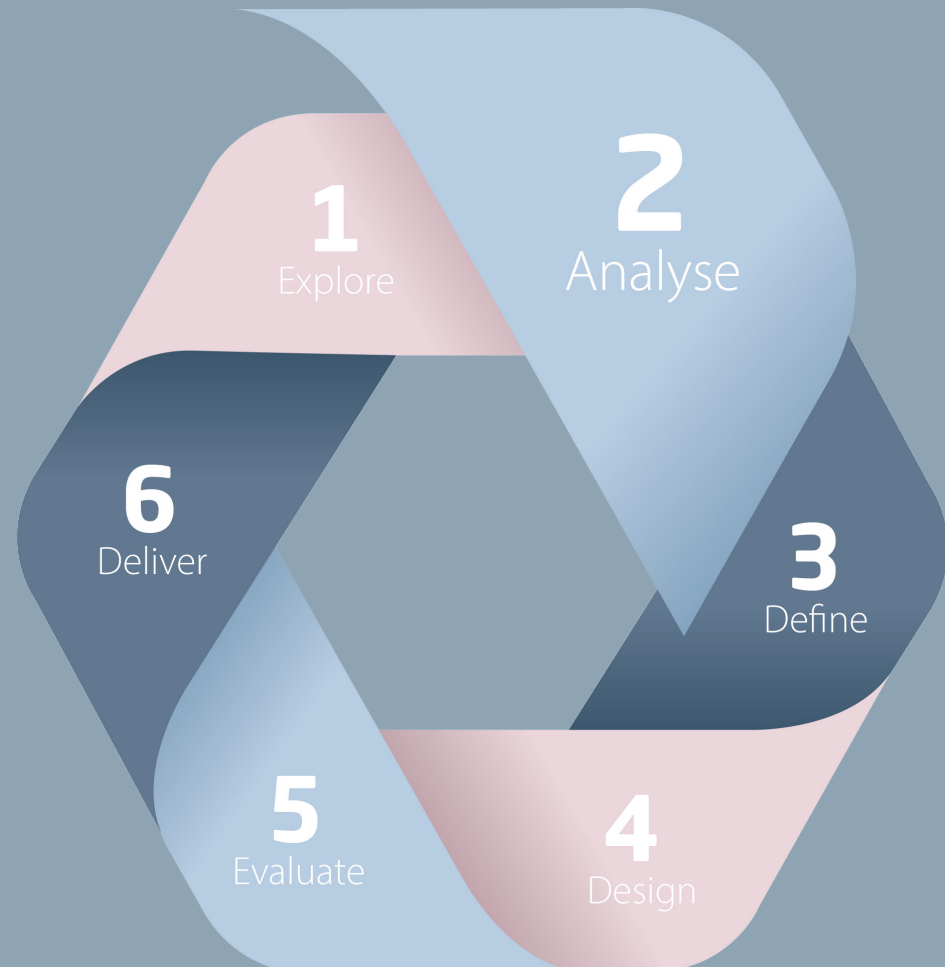 1
Explore
2
Analyse
3
Define
4
Design
5
Evaluate
6
Deliver